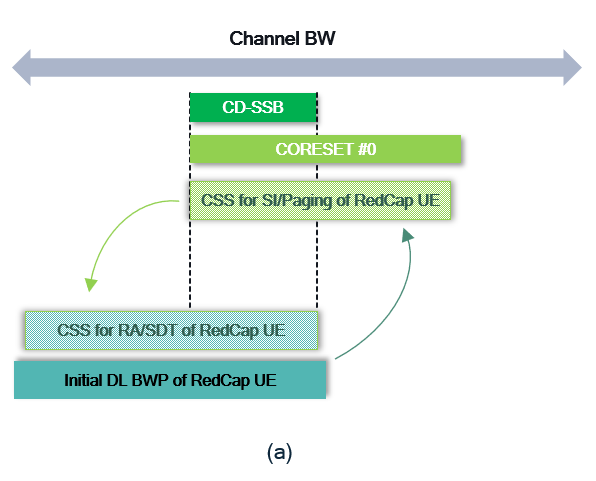 Channel BW
CD-SSB
CORESET #0
CSS for SI/Paging of RedCap UE
CSS for RA/SDT of RedCap UE
Initial DL BWP of RedCap UE
(a)